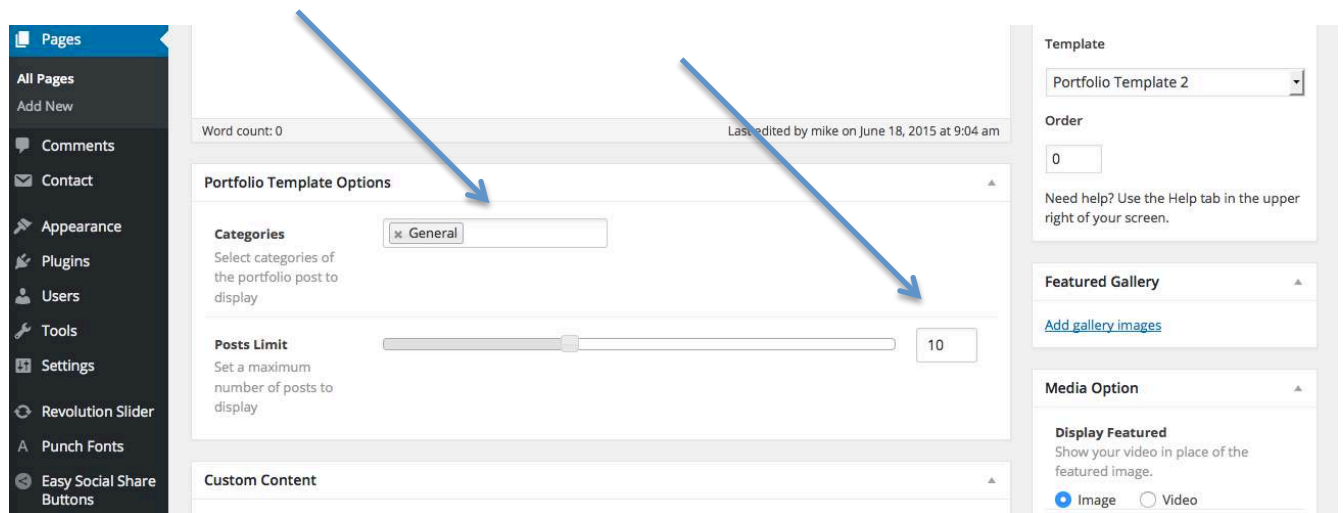 Pages
All Pages
Add New
Comments
Contact
Appearance
Plugins
Users
Tools
Settings
Revolution Slider
A Punch Fonts
Easy Social Share
Buttons
Word count: 0
Last edited by mike on June 18, 2015 at 9:04 am
Portfolio Template Options
Categories
Select categories of
the portfolio post to
display
× General
Posts Limit
Set a maximum
number of posts to
display
10
Custom Content
Template
Portfolio Template 2
Order
0
Need help? Use the Help tab in the upper
right of your screen.
Featured Gallery
Add gallery images
Media Option
Display Featured
Show your video in place of the
featured image.
Image
Video